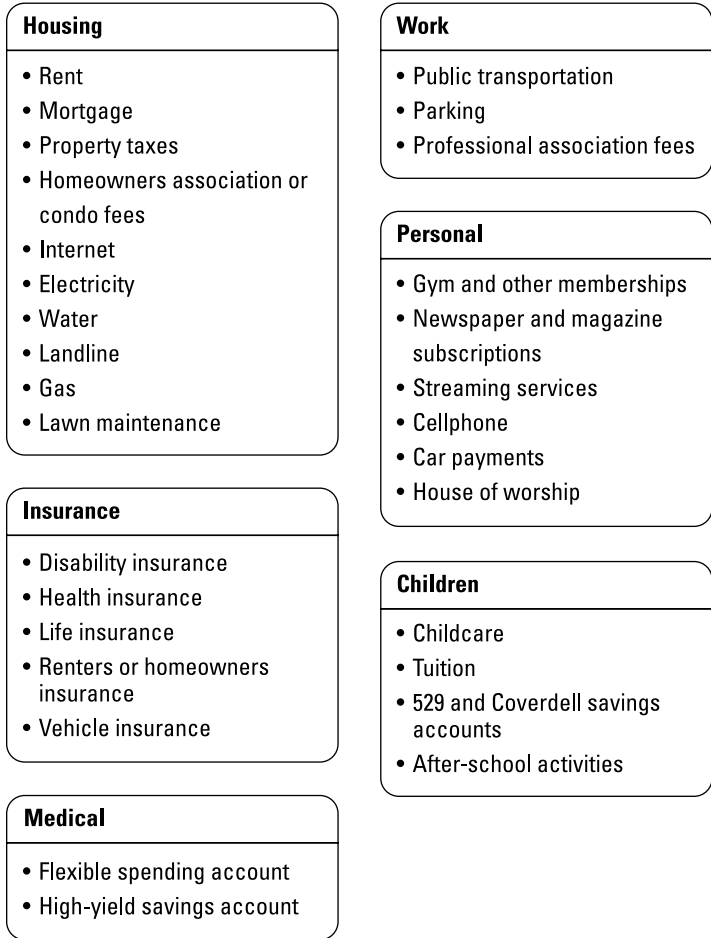 Housing
• Rent
• Mortgage
• Property taxes
• Homeowners association or
condo fees
• Internet
• Electricity
• Water
• Landline
• Gas
• Lawn maintenance
Insurance
• Disability insurance
• Health insurance
• Life insurance
• Renters or homeowners
insurance
• Vehicle insurance
Medical
• Flexible spending account
• High-yield savings account
Work
• Public transportation
• Parking
• Professional association fees
Personal
• Gym and other memberships
• Newspaper and magazine
subscriptions
• Streaming services
• Cellphone
• Car payments
• House of worship
Children
• Childcare
• Tuition
• 529 and Coverdell savings
accounts
• After-school activities